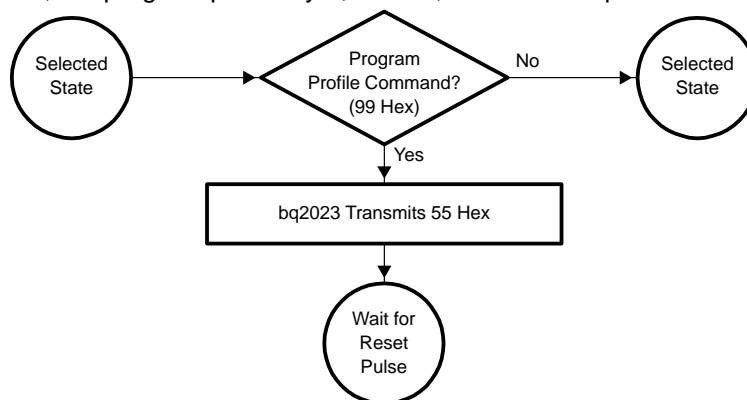 Selected
State
Program
Profile Command?
(99 Hex)
No
Selected
State
Yes
bq2023 Transmits 55 Hex
Wait for
Reset
Pulse